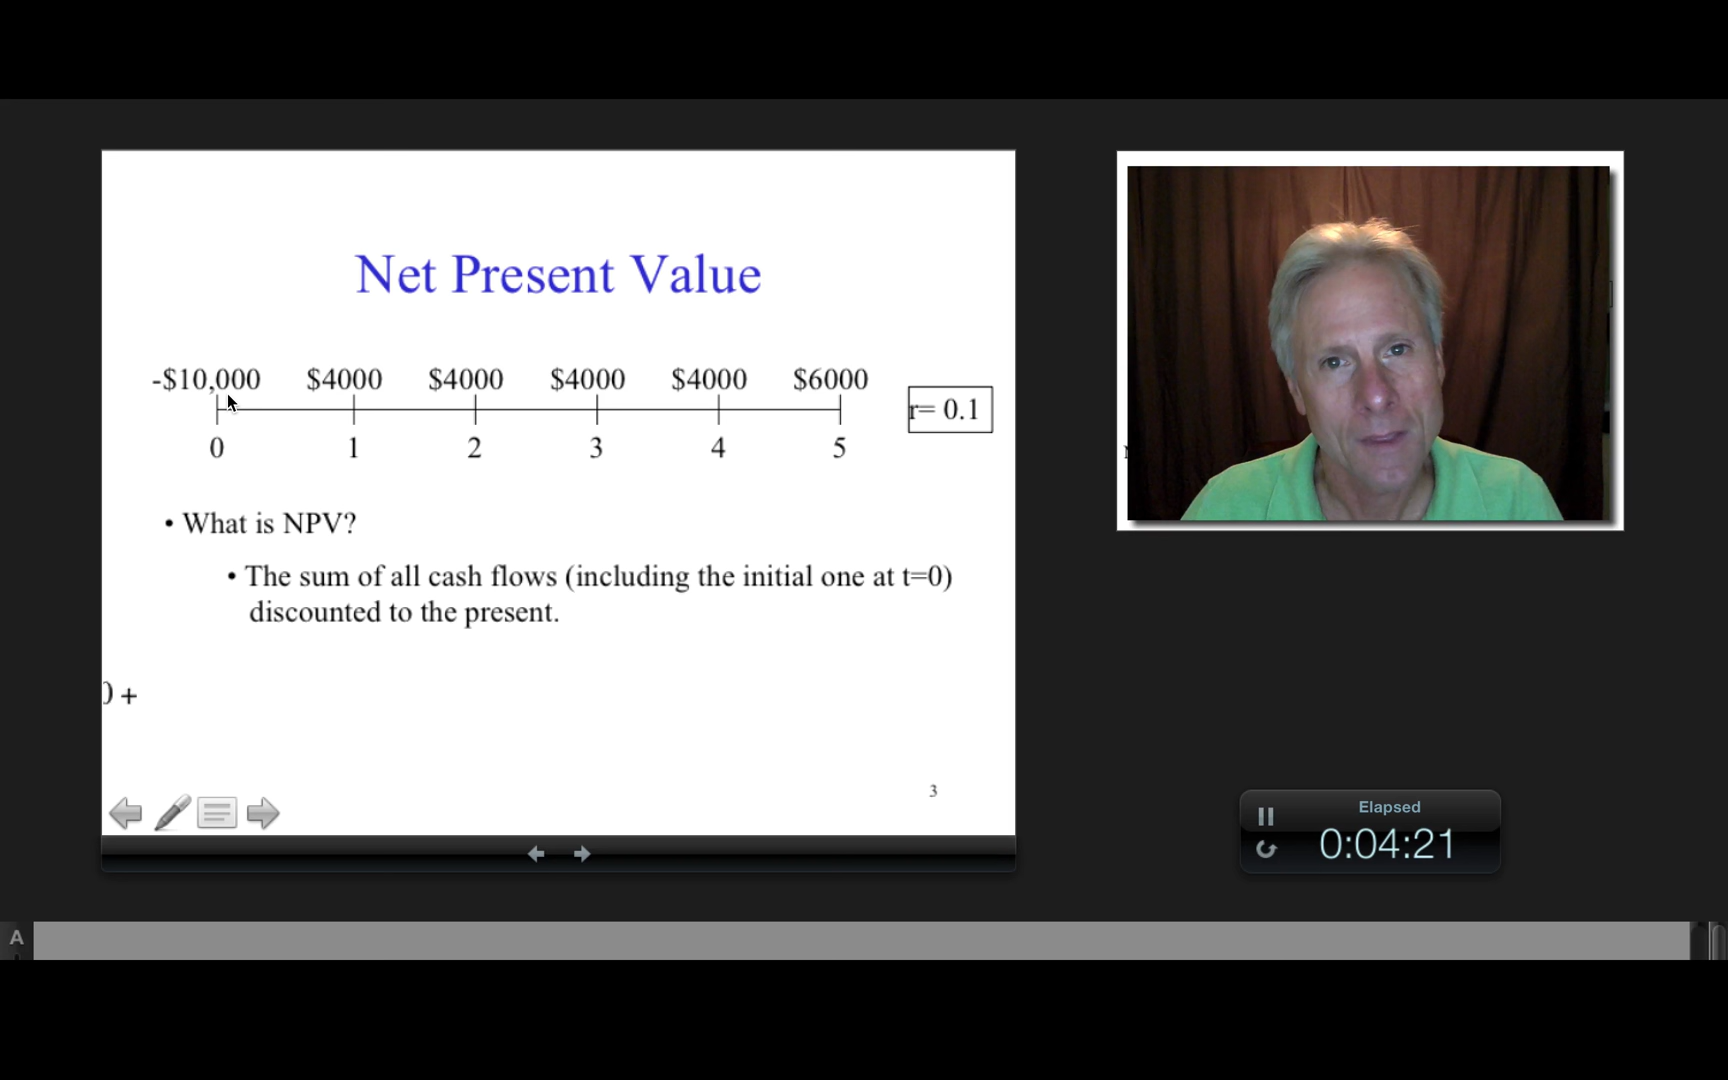 Net Present Value
-$10,000 $4000 $4000 $4000 $4000 $6000
r= 0.1
0 1 2 3 4 5
• What is NPV?
• The sum of all cash flows (including the initial one at t=0)
discounted to the present.
) +
3
Elapsed
0:04:21
A